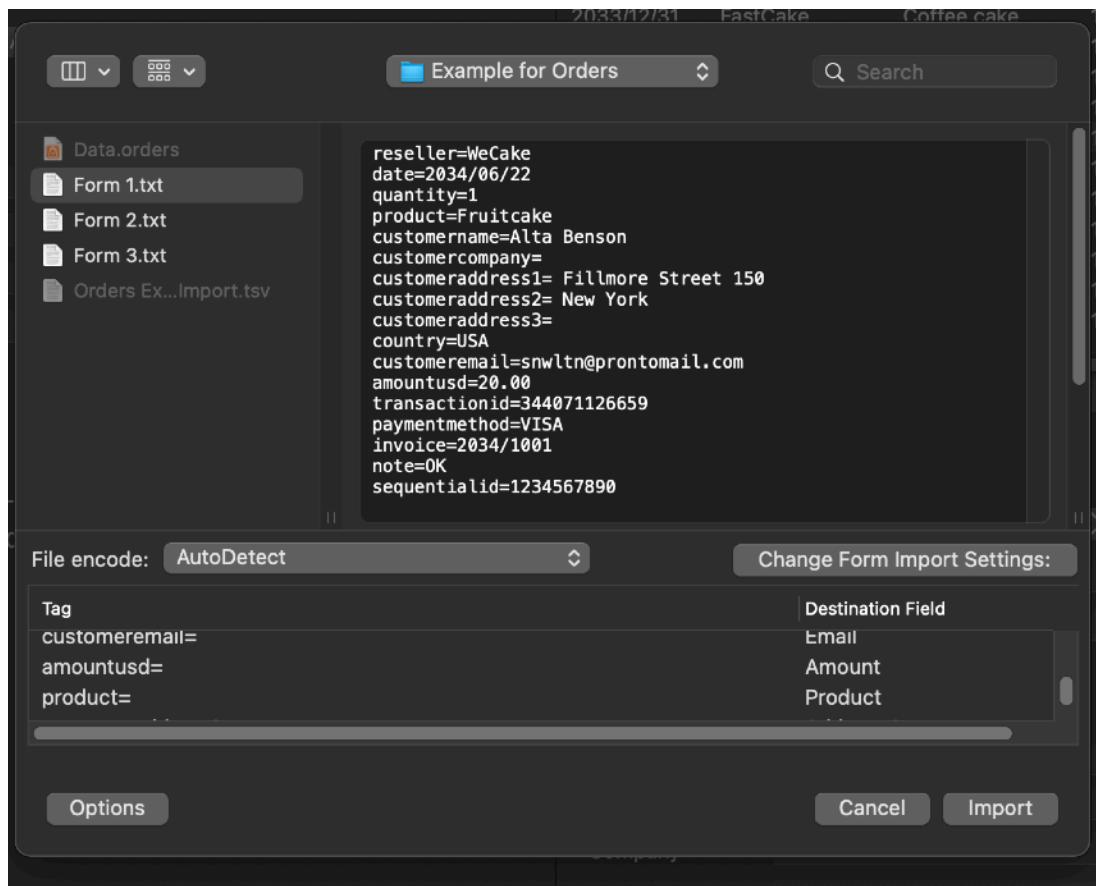 2033/12/31 FastCake Coffee cake
Example for Orders
Search
Data.orders
Form 1.txt
Form 2.txt
Form 3.txt
Orders Ex...Import.tsv
reseller=WeCake
date=2034/06/22
quantity=1
product=Fruitcake
customername=Alta Benson
customercompany=
customeraddress1= Fillmore Street 150
customeraddress2= New York
customeraddress3=
country=USA
customeremail=snwltn@prontomail.com
amountusd=20.00
transactionid=344071126659
paymentmethod=VISA
invoice=2034/1001
note=OK
sequentialid=1234567890
File encode: AutoDetect
Change Form Import Settings:
Tag Destination Field
customeremail= Email
amountusd= Amount
product= Product
Options
Cancel
Import